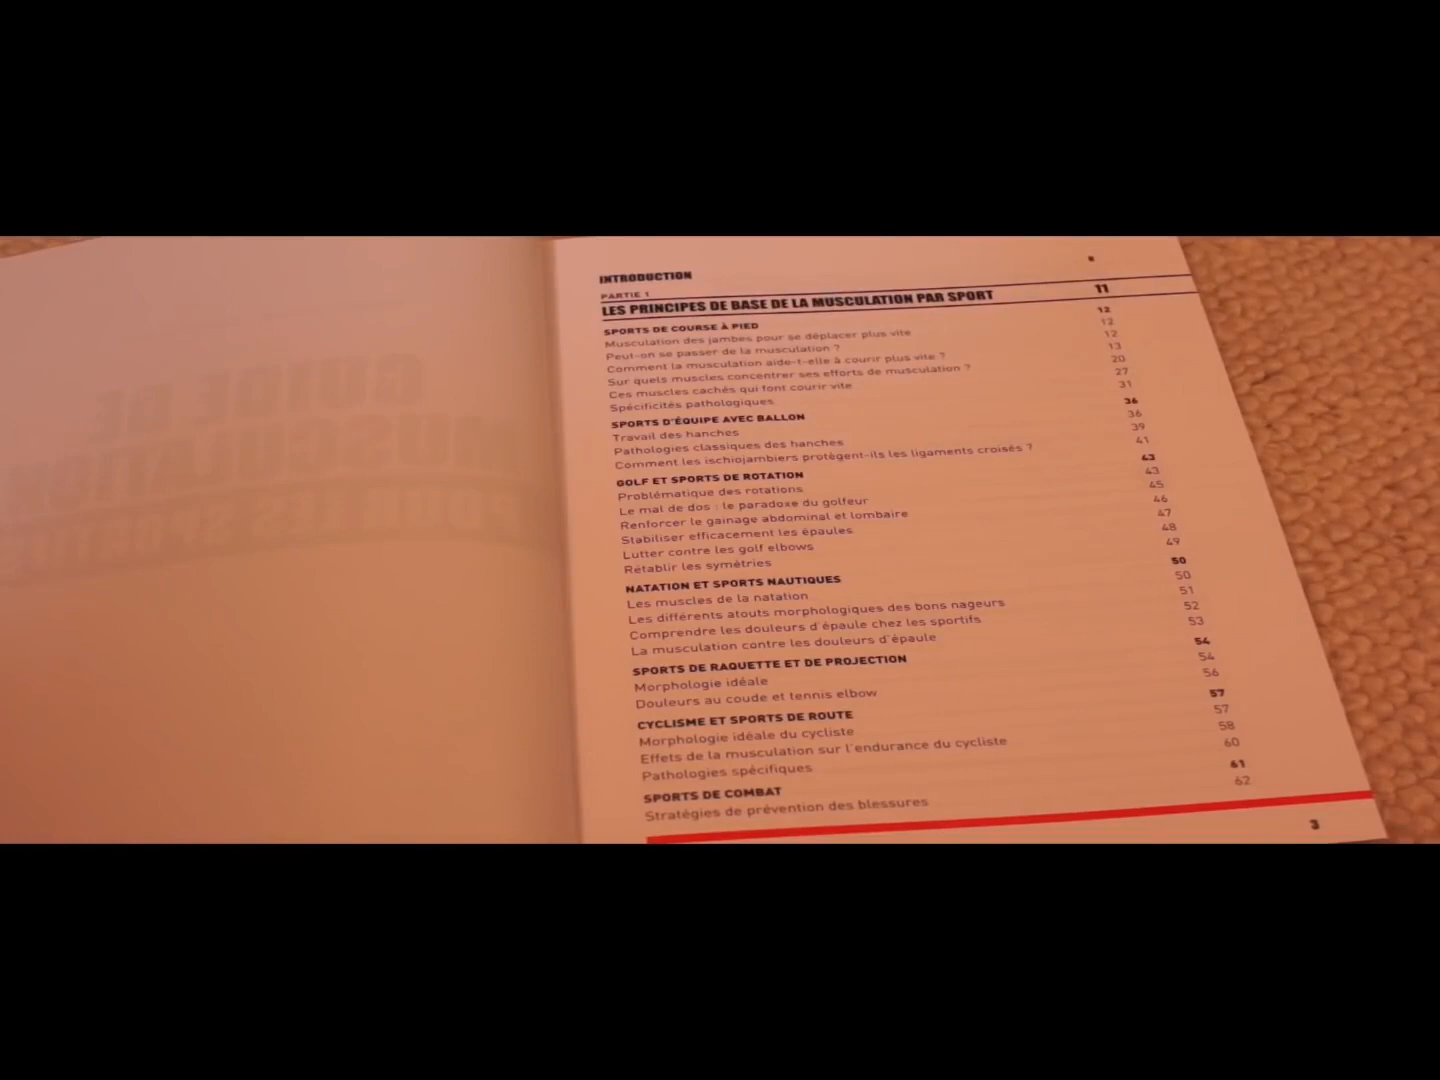 INTRODUCTION
PARTIE 1
LES PRINCIPES DE BASE DE LA MUSCULATION PAR SPORT 11
SPORTS DE COURSE À PIED 12
Musculation des jambes pour se déplacer plus vite 12
Peut-on se passer de la musculation ? 12
Comment la musculation aide-t-elle à courir plus vite ? 13
Sur quels muscles concentrer ses efforts de musculation ? 20
Ces muscles cachés qui font courir vite 27
Spécificités pathologiques 31
SPORTS D'ÉQUIPE AVEC BALLON 36
Travail des hanches 36
Pathologies classiques des hanches 39
Comment les ischiojambiers protègent-ils les ligaments croisés ? 41
GOLF ET SPORTS DE ROTATION 43
Problématique des rotations 43
Le mal de dos : le paradoxe du golfeur 45
Renforcer le gainage abdominal et lombaire 46
Stabiliser efficacement les épaules 47
Lutter contre les golf elbows 48
Rétablir les symétries 49
NATATION ET SPORTS NAUTIQUES 50
Les muscles de la natation 50
Les différents atouts morphologiques des bons nageurs 51
Comprendre les douleurs d'épaule chez les sportifs 52
La musculation contre les douleurs d'épaule 53
SPORTS DE RAQUETTE ET DE PROJECTION 54
Morphologie idéale 54
Douleurs au coude et tennis elbow 56
CYCLISME ET SPORTS DE ROUTE 57
Morphologie idéale du cycliste 57
Effets de la musculation sur l'endurance du cycliste 58
Pathologies spécifiques 60
SPORTS DE COMBAT 61
Stratégies de prévention des blessures 62
3